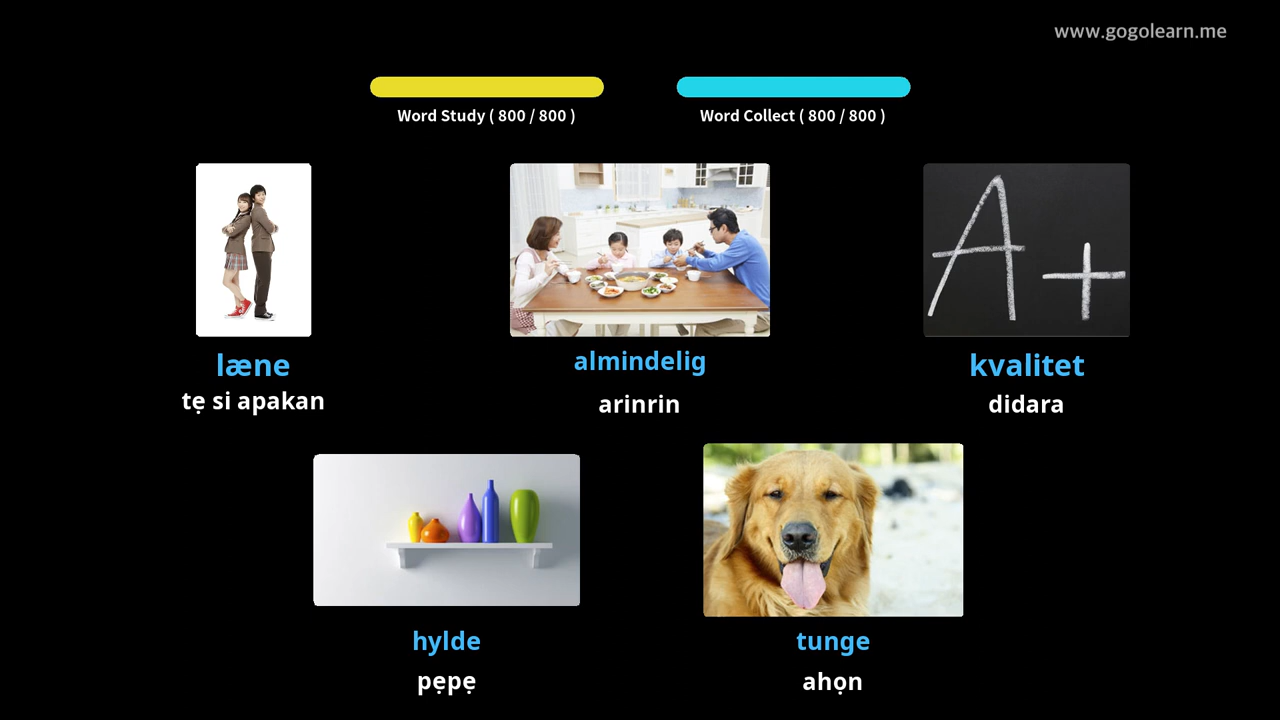 www.gogolearn.me
Word Study ( 800 / 800 )
Word Collect ( 800 / 800 )
læne
almindelig
kvalitet
tẹ si apakan
arinrin
didara
hylde
tunge
pẹpẹ
ahọn